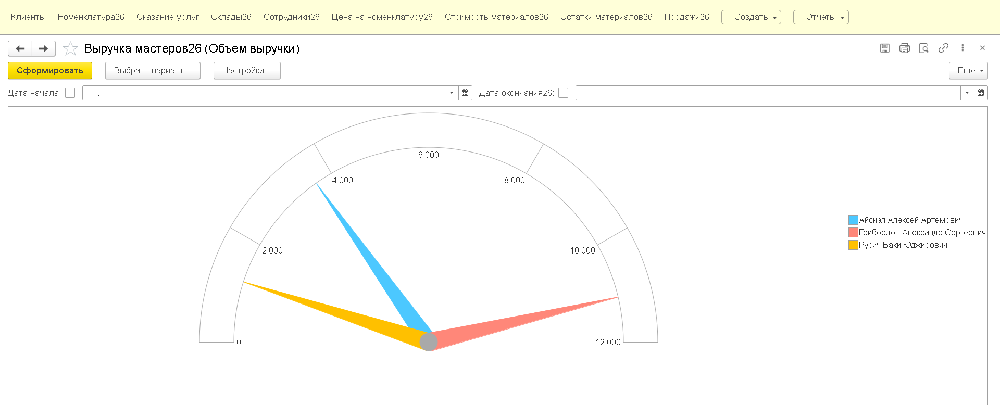 Клиенты Номенклатура26 Оказание услуг Склады26 Сотрудники26 Цена на номенклатуру26 Стоимость материалов26 Остатки материалов26 Продажи26 Создать Отчеты
Выручка мастеров26 (Объем выручки)
Сформировать Выбрать вариант... Настройки... Еще
Дата начала: . . Дата окончания26: . .
6 000
4 000 8 000
Айсиэл Алексей Артемович
Грибоедов Александр Сергеевич
Русич Баки Юджирович
2 000 10 000
0 12 000